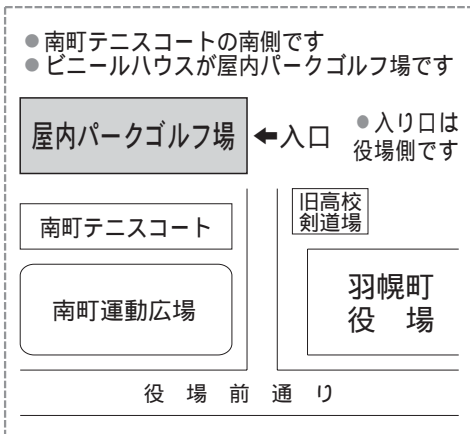 ●南町テニスコートの南側です
●ビニールハウスが屋内パークゴルフ場です
屋内パークゴルフ場
←入口
●入り口は
役場側です
南町テニスコート
旧高校
剣道場
南町運動広場
羽幌町
役　場
役　場　前　通　り